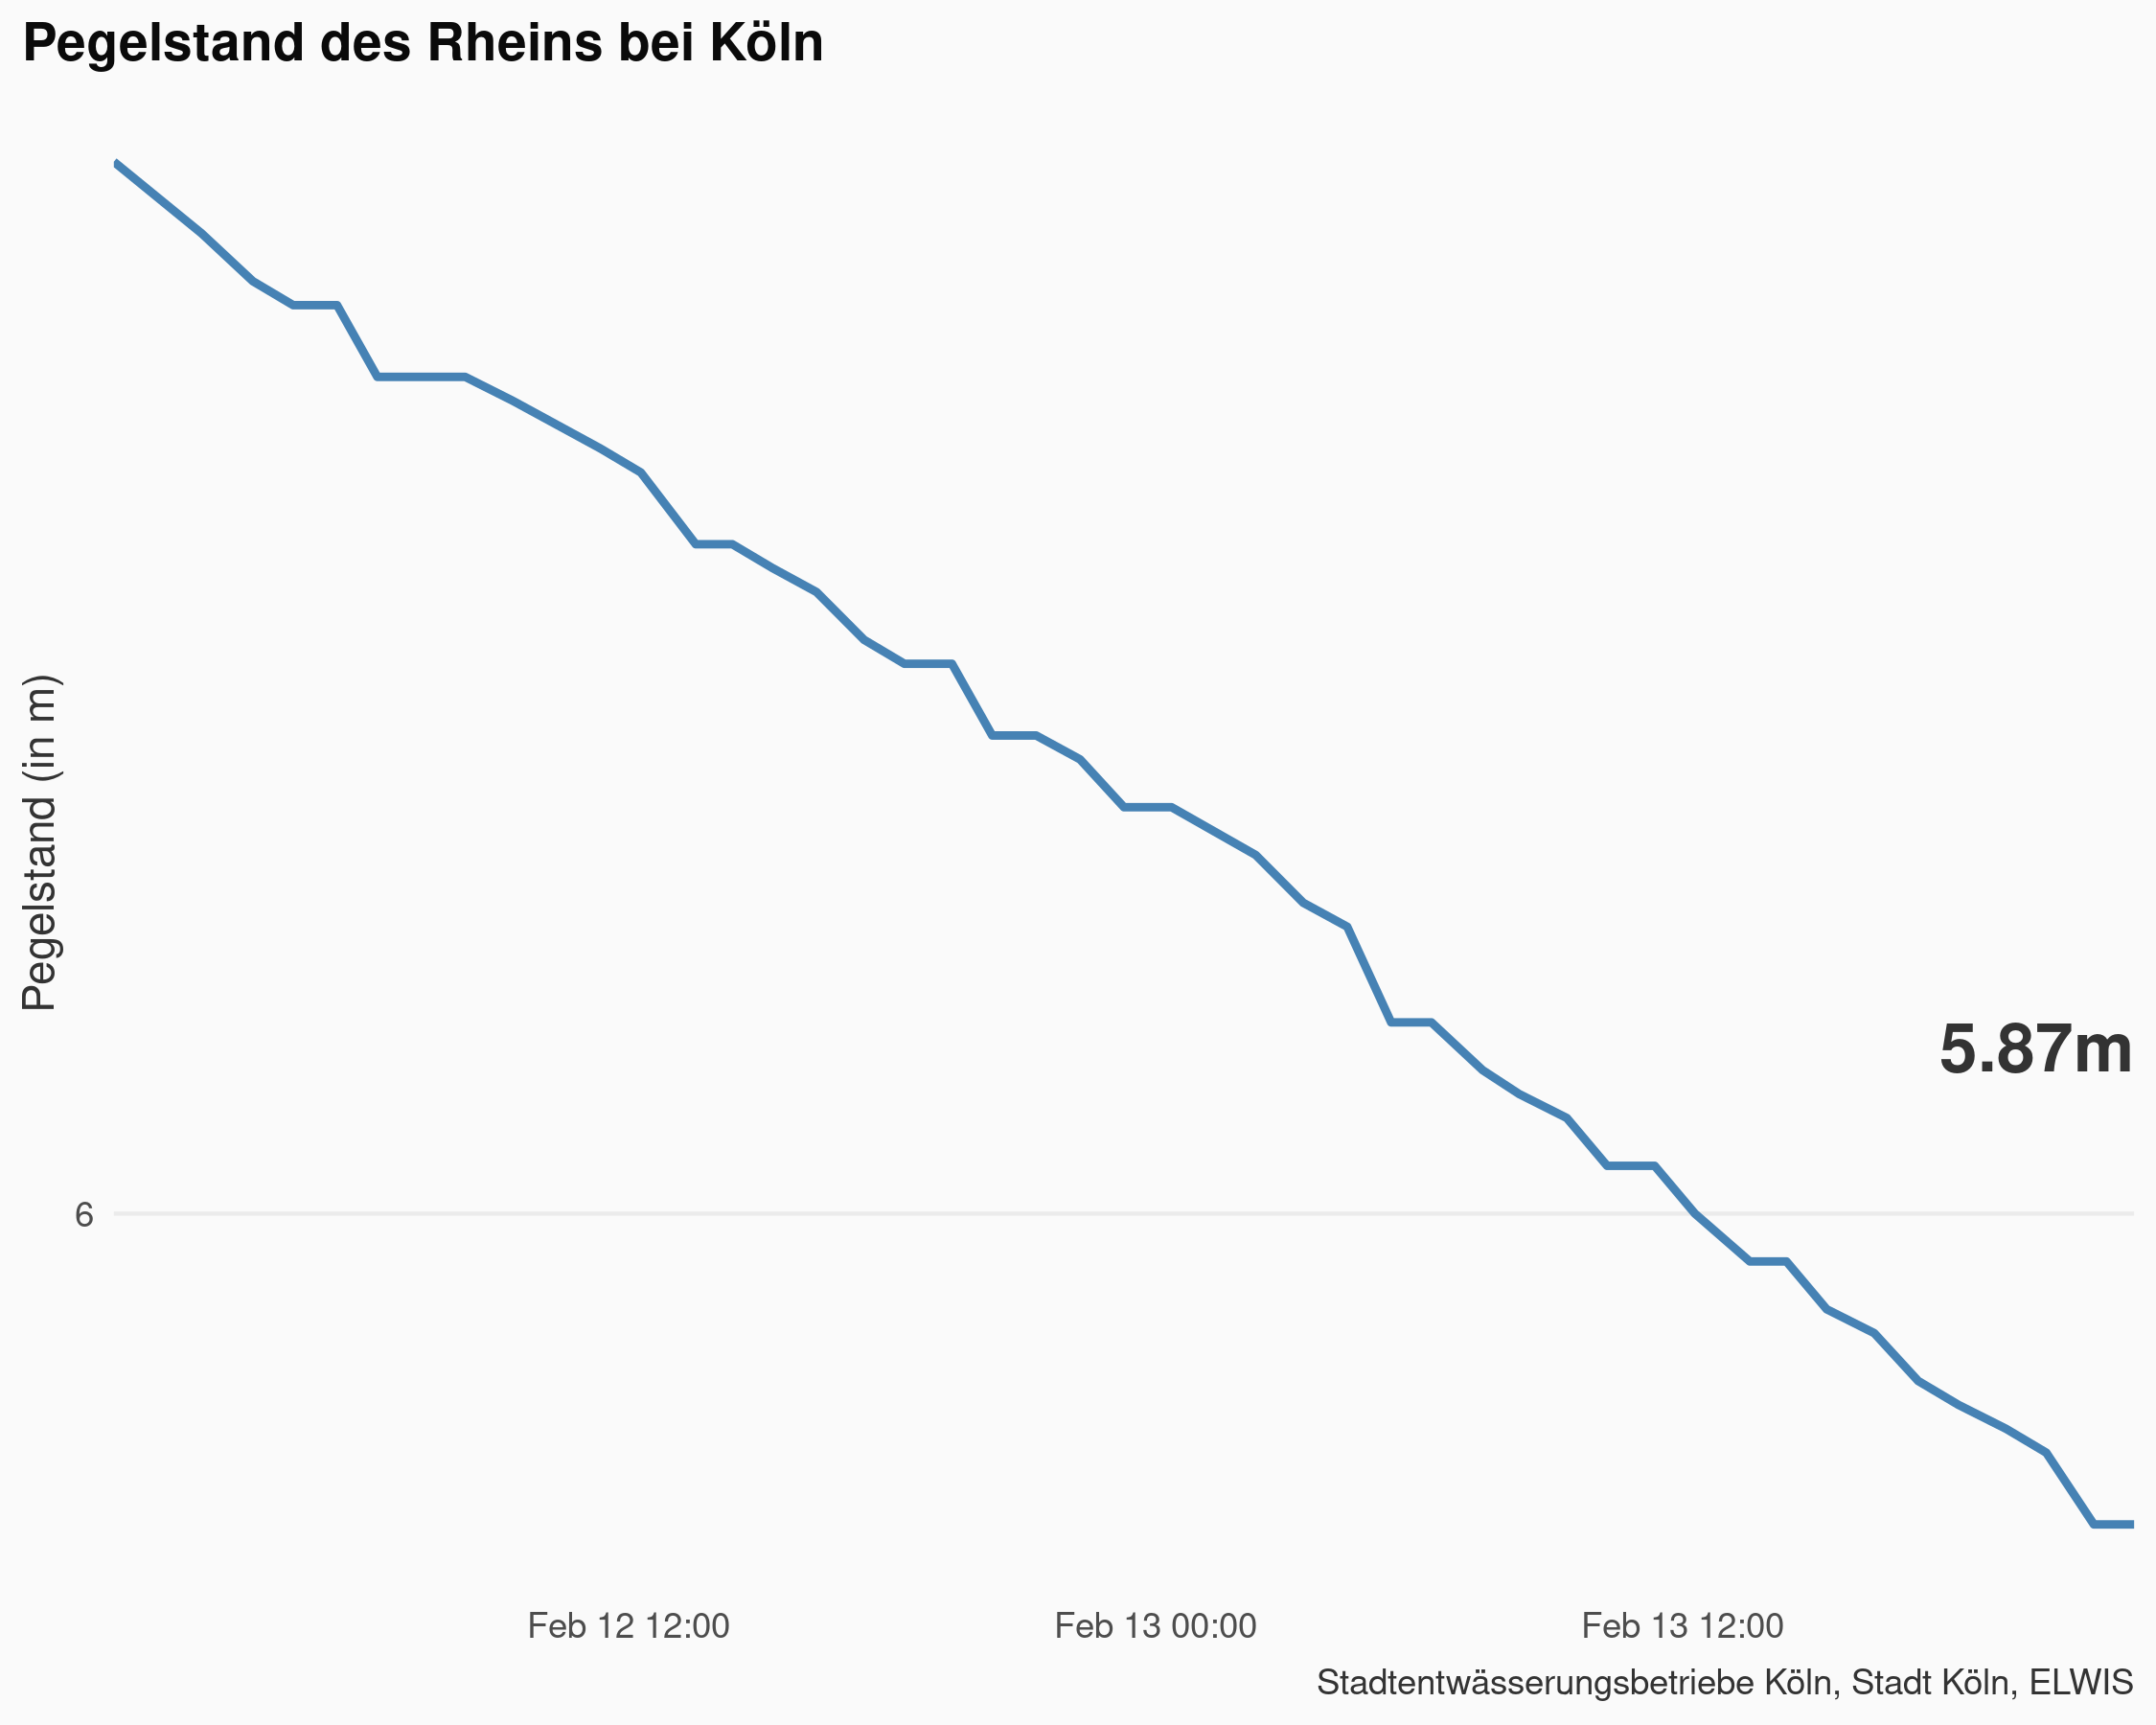 Pegelstand des Rheins bei Köln
Pegelstand (in m)
5.87m
6
Feb 12 12:00
Feb 13 00:00
Feb 13 12:00
Stadtentwässerungsbetriebe Köln, Stadt Köln, ELWIS